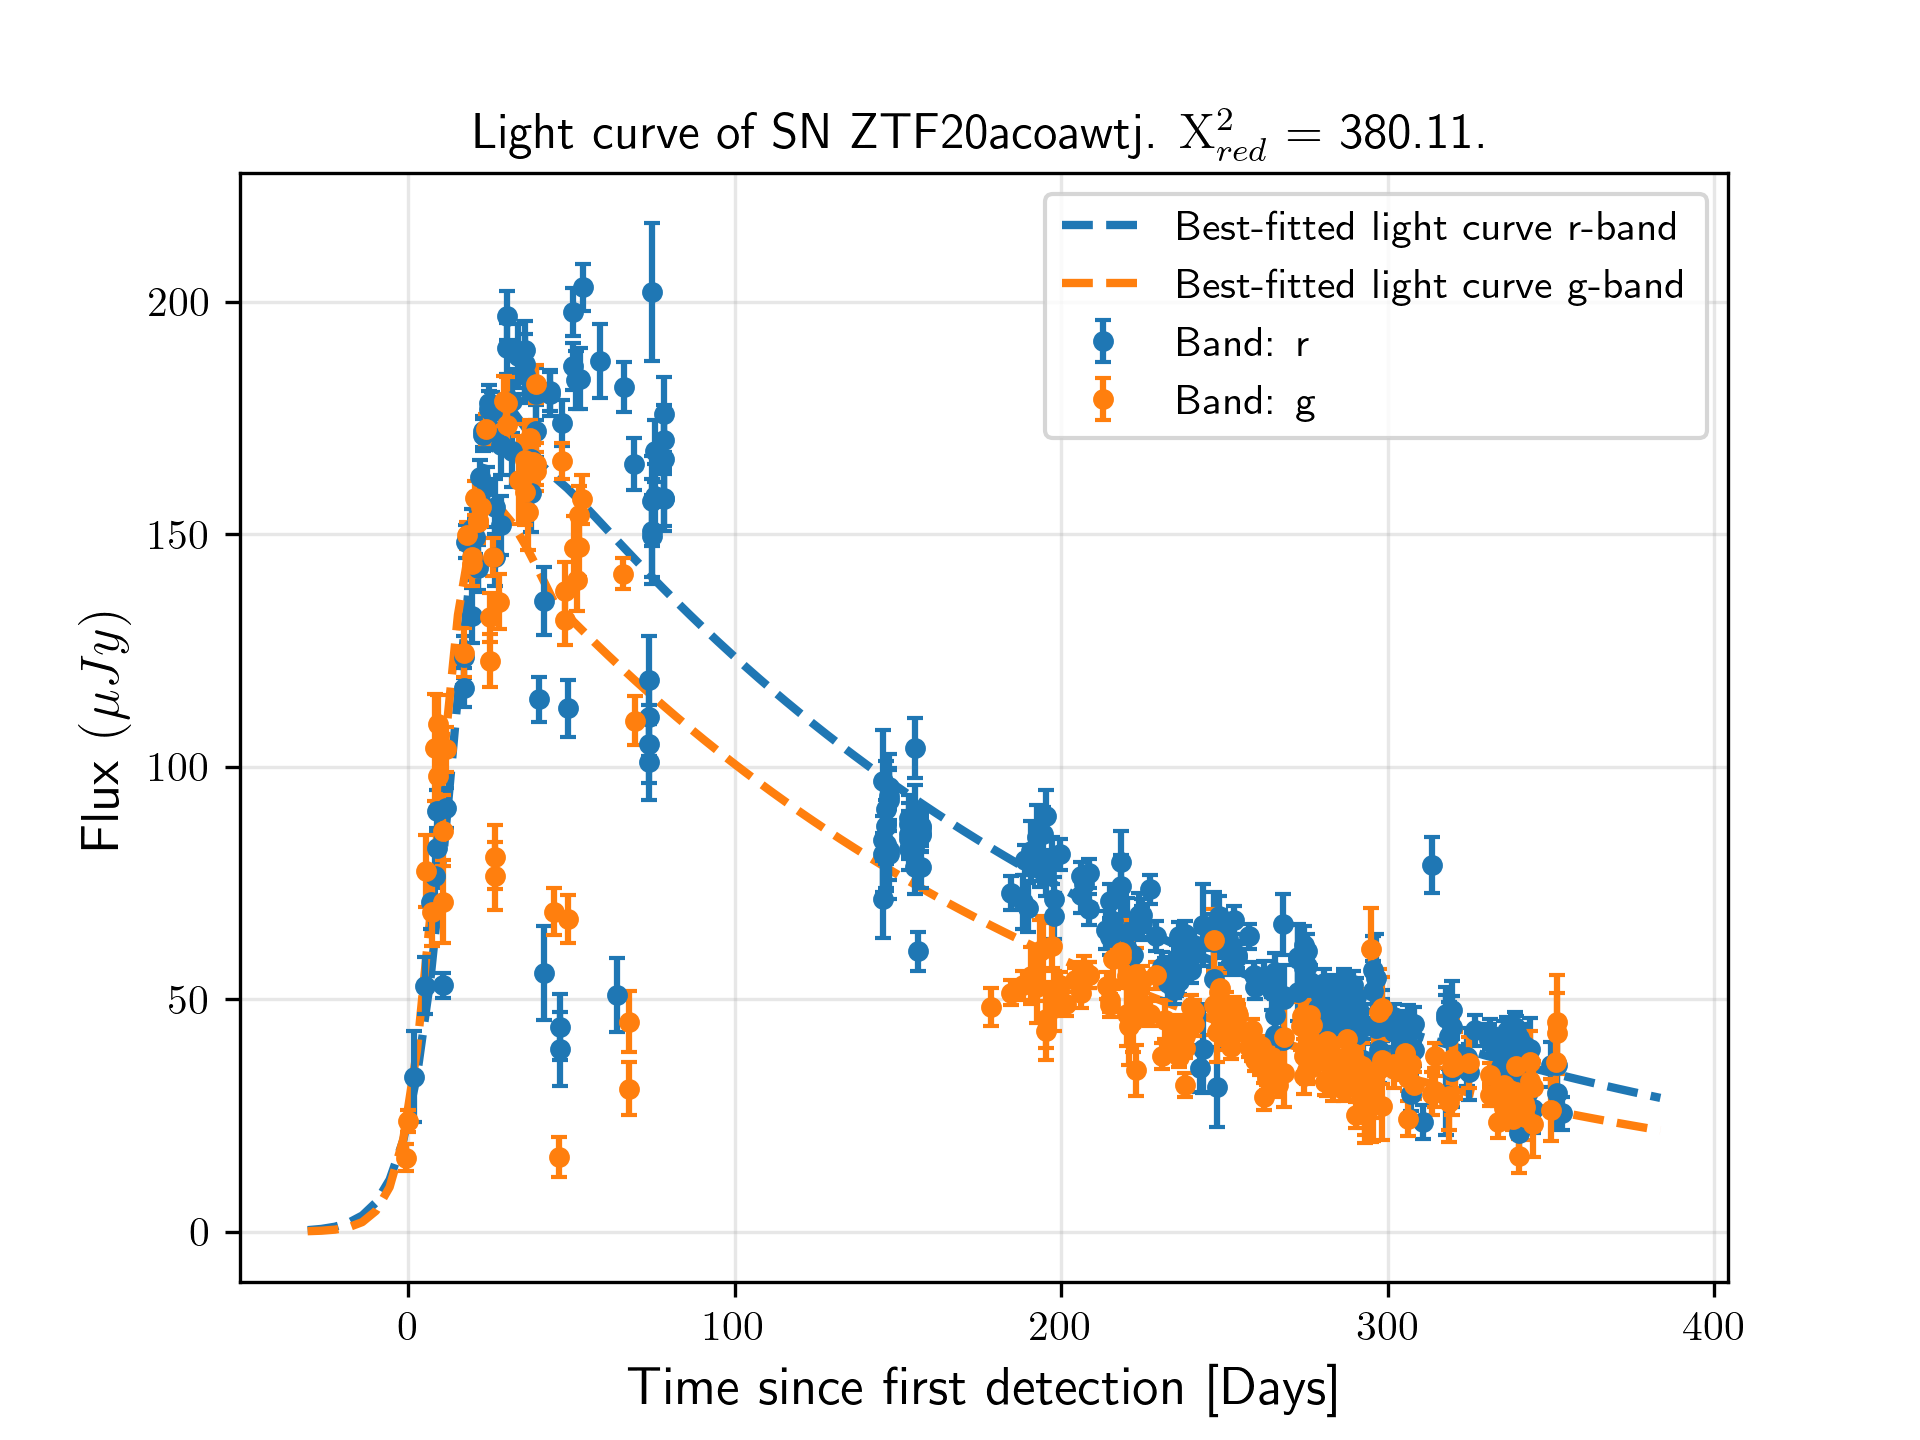 Light curve of SN ZTF20acoawtj. X²red = 380.11.
Best-fitted light curve r-band
Best-fitted light curve g-band
Band: r
Band: g
Flux (μJy)
200
150
100
50
0
0 100 200 300 400
Time since first detection [Days]